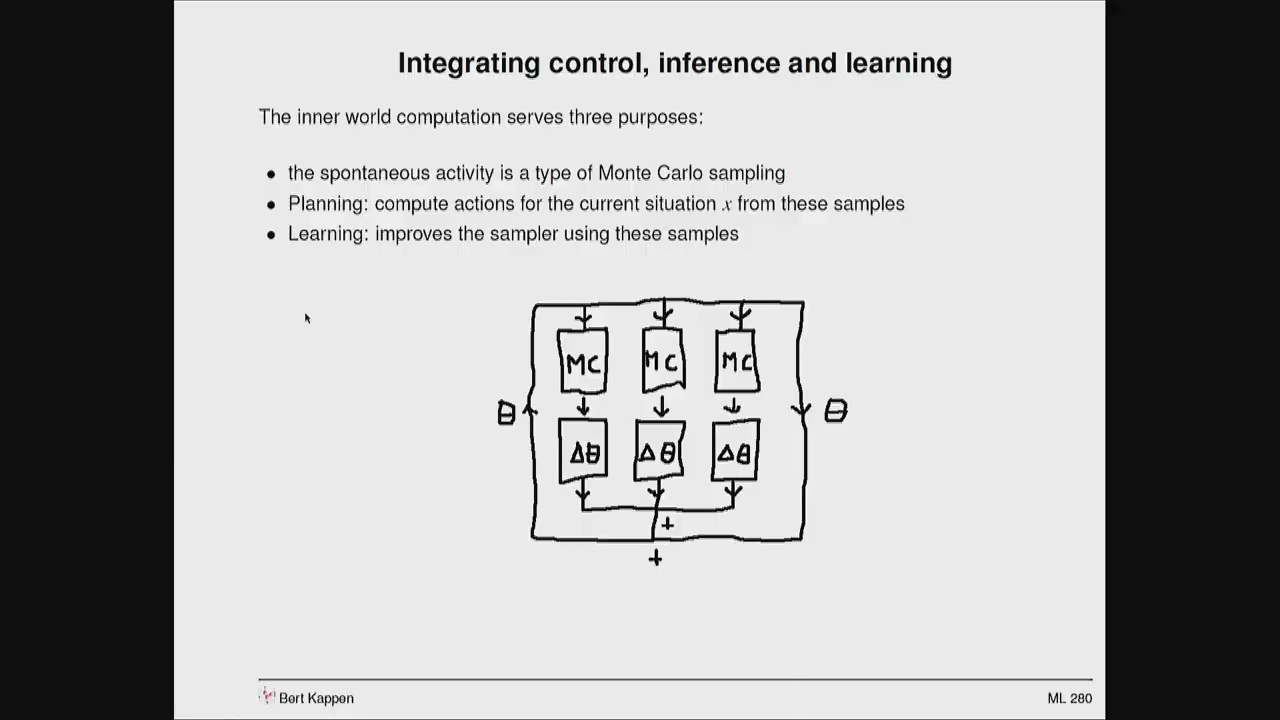 Integrating control, inference and learning
The inner world computation serves three purposes:
● the spontaneous activity is a type of Monte Carlo sampling
● Planning: compute actions for the current situation x from these samples
● Learning: improves the sampler using these samples
MC MC MC
θ θ
Δθ Δθ Δθ
+
+
Bert Kappen ML 280